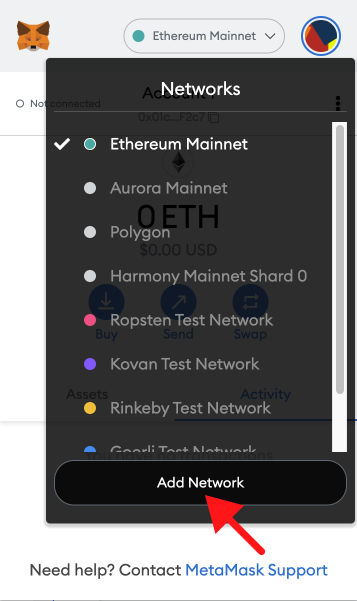 Ethereum Mainnet
Networks
Not connected
Account 1
0x01c...F2c7
Ethereum Mainnet
Aurora Mainnet
0 ETH
Polygon
$0.00 USD
Harmony Mainnet Shard 0
Ropsten Test Network
Buy
Send
Swap
Kovan Test Network
Assets
Activity
Rinkeby Test Network
Goerli Test Network
transactions
Add Network
Need help? Contact MetaMask Support